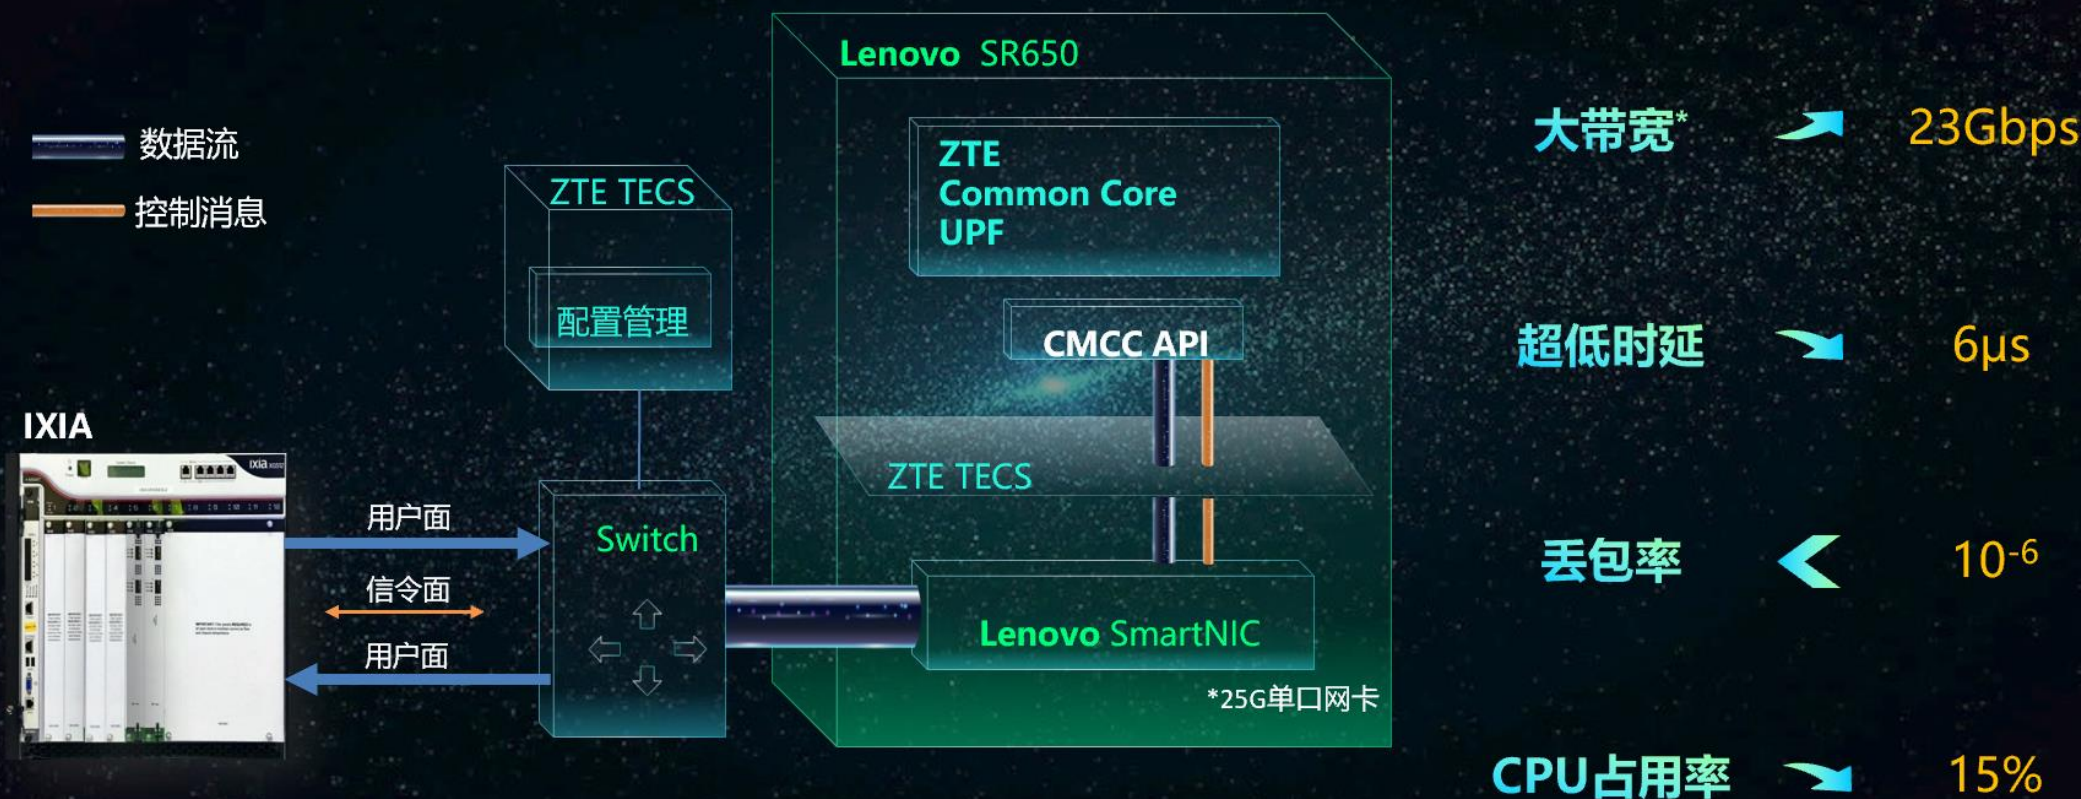 数据流
控制消息
ZTE TECS
配置管理
IXIA
ixia
用户面
信令面
用户面
Switch
Lenovo SR650
ZTE
Common Core
UPF
CMCC API
ZTE TECS
Lenovo SmartNIC
*25G单口网卡
大带宽* 23Gbps
超低时延 6μs
丢包率 10⁻⁶
CPU占用率 15%